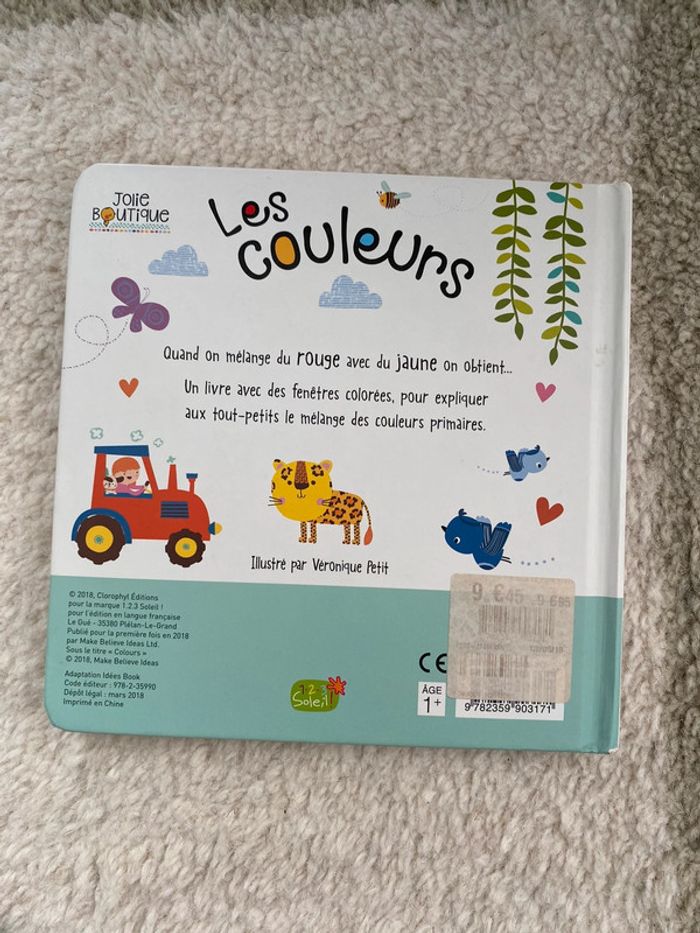 Jolie
BOUTIQUE
Les
couleurs
Quand on mélange du rouge avec du jaune on obtient...
Un livre avec des fenêtres colorées, pour expliquer
aux tout-petits le mélange des couleurs primaires.
Illustré par Véronique Petit
© 2018, Clorophyl Éditions
pour la marque 1.2.3 Soleil !
pour l'édition en langue française
Le Gué - 35380 Plélan-Le-Grand
Publié pour la première fois en 2018
par Make Believe Ideas Ltd.
Sous le titre « Colours »
© 2018, Make Believe Ideas
Adaptation Idées Book
Code éditeur : 978-2-35990
Dépôt légal : mars 2018
Imprimé en Chine
1.2.3
Soleil!
CE
ÂGE
1+
9 782359 903171